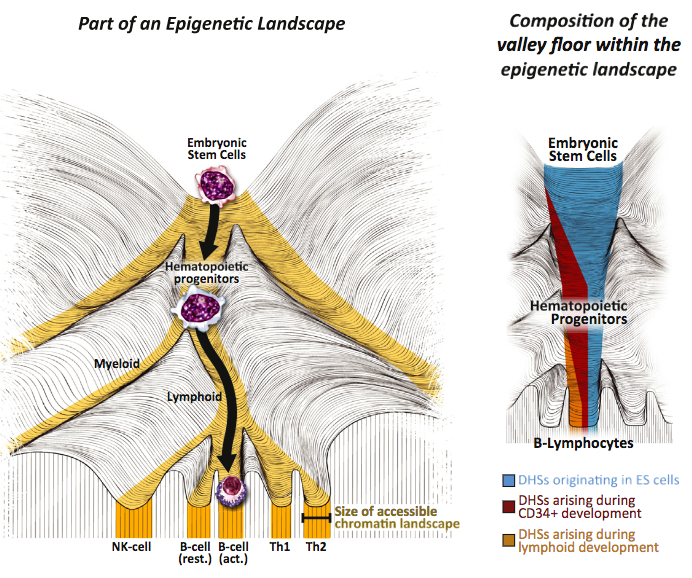 Part of an Epigenetic Landscape
Composition of the
valley floor within the
epigenetic landscape
Embryonic
Stem Cells
Hematopoietic
progenitors
Myeloid
Lymphoid
Size of accessible
chromatin landscape
NK-cell
B-cell
(rest.)
B-cell
(act.)
Th1
Th2
Embryonic
Stem Cells
Hematopoietic
Progenitors
B-Lymphocytes
DHSs originating in ES cells
DHSs arising during
CD34+ development
DHSs arising during
lymphoid development